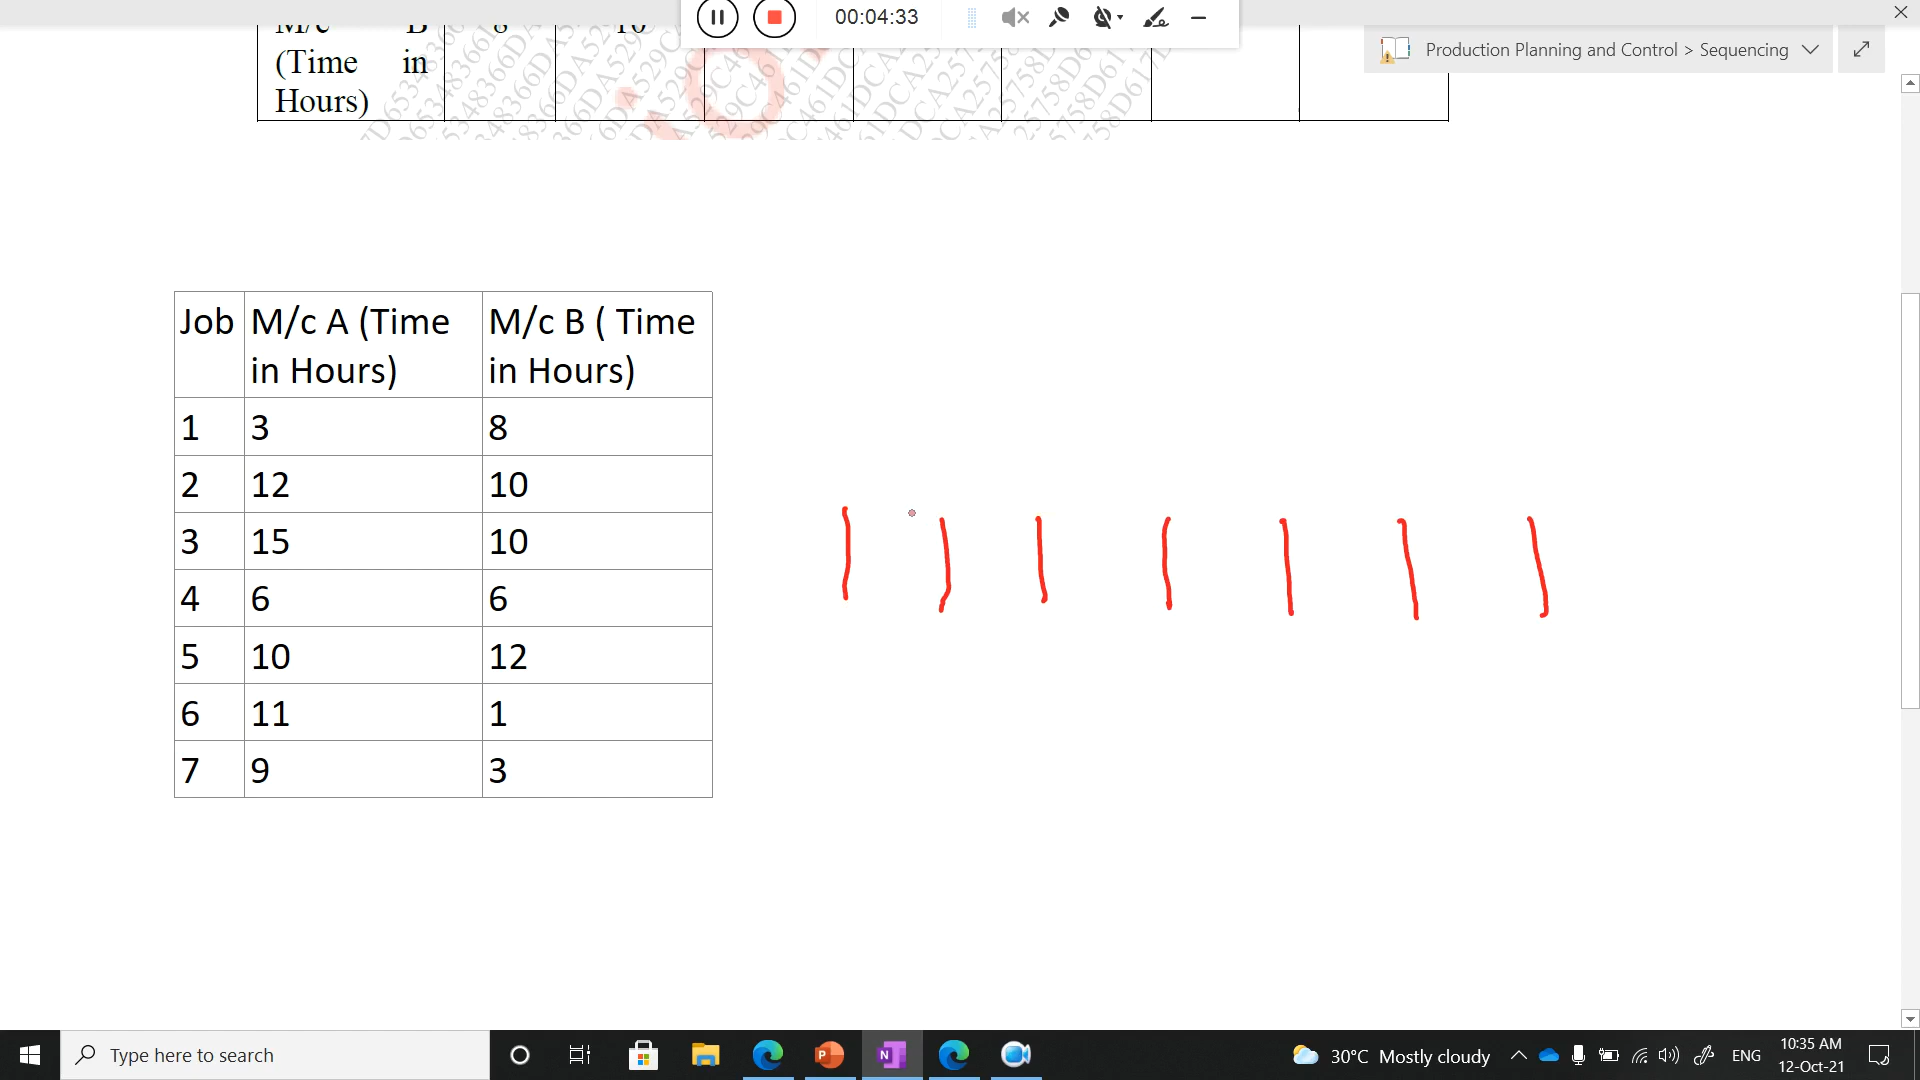 00:04:33
M/c B 8 10
(Time in
Hours)
Production Planning and Control > Sequencing
Job M/c A (Time in Hours) M/c B ( Time in Hours)
1 3 8
2 12 10
3 15 10
4 6 6
5 10 12
6 11 1
7 9 3
Type here to search
30°C Mostly cloudy
ENG
10:35 AM
12-Oct-21